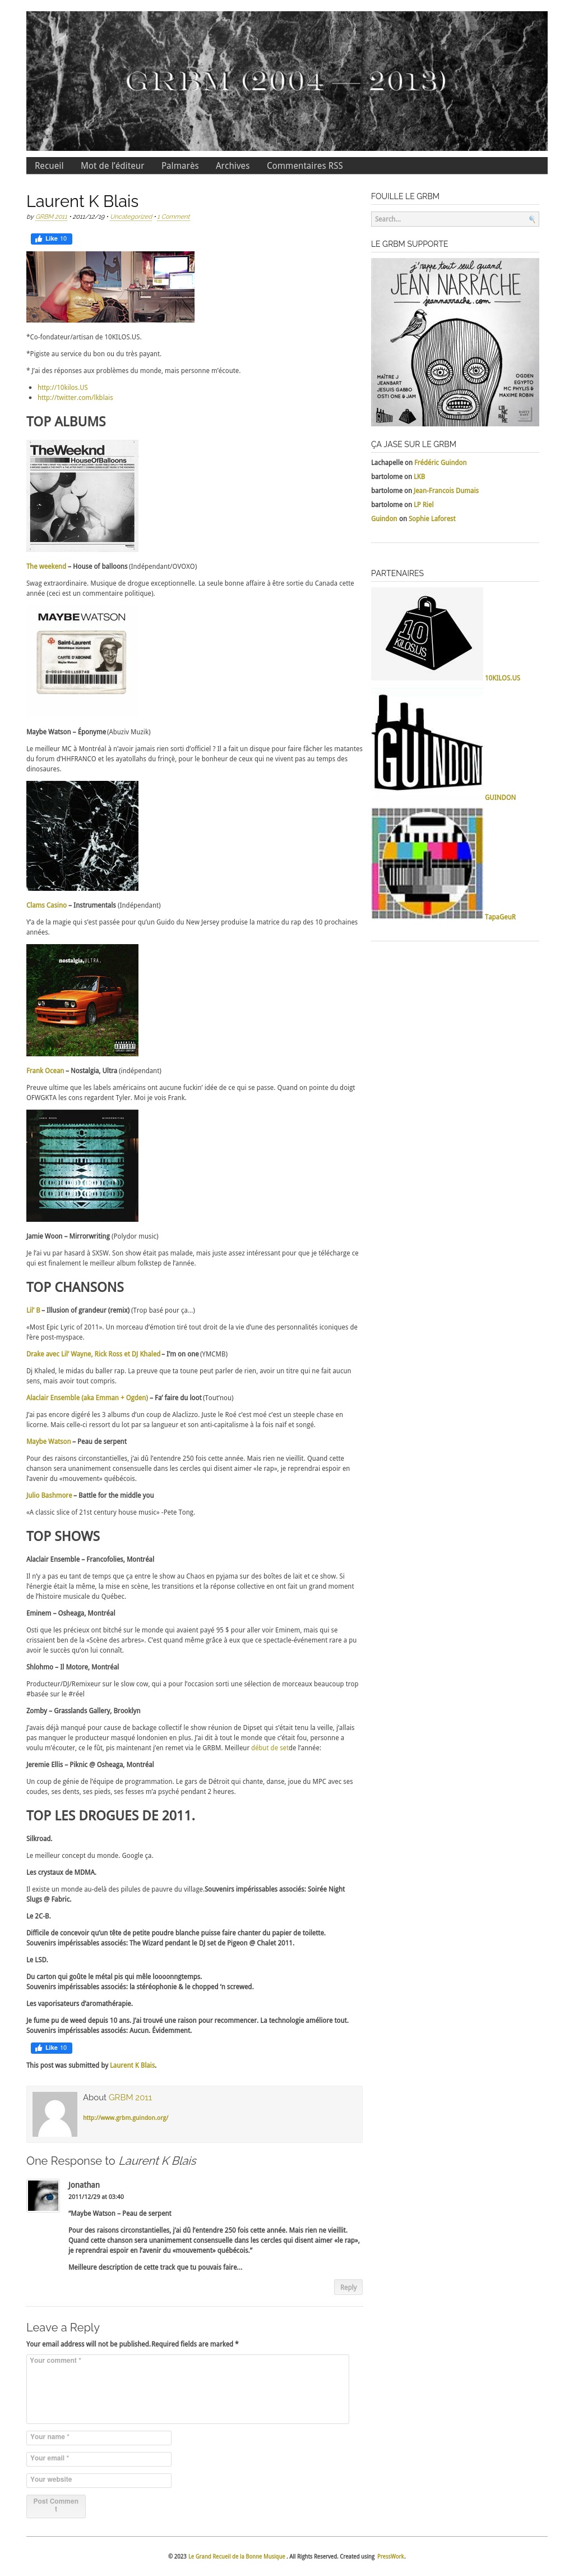 GRBM (2004 — 2013)
Recueil Mot de l'éditeur Palmarès Archives Commentaires RSS
Laurent K Blais
by GRBM 2011 • 2011/12/19 • Uncategorized • 1 Comment
Like 10
*Co-fondateur/artisan de 10KILOS.US.
*Pigiste au service du bon ou du très payant.
* J'ai des réponses aux problèmes du monde, mais personne m'écoute.
http://10kilos.US
http://twitter.com/lkblais
TOP ALBUMS
TheWeeknd
HouseOfBalloons
The weekend – House of balloons (Indépendant/OVOXO)
Swag extraordinaire. Musique de drogue exceptionnelle. La seule bonne affaire à être sortie du Canada cette
année (ceci est un commentaire politique).
MAYBEWATSON
Saint-Laurent
Bibliothèque municipale
CARTE D'ABONNÉ
Maybe Watson
Maybe Watson – Éponyme (Abuziv Muzik)
Le meilleur MC à Montréal à n'avoir jamais rien sorti d'officiel ? Il a fait un disque pour faire fâcher les matantes
du forum d'HHFRANCO et les ayatollahs du frinçè, pour le bonheur de ceux qui ne vivent pas au temps des
dinosaures.
Clams Casino – Instrumentals (Indépendant)
Y'a de la magie qui s'est passée pour qu'un Guido du New Jersey produise la matrice du rap des 10 prochaines
années.
nostalgia,ULTRA.
Frank Ocean – Nostalgia, Ultra (indépendant)
Preuve ultime que les labels américains ont aucune fuckin' idée de ce qui se passe. Quand on pointe du doigt
OFWGKTA les cons regardent Tyler. Moi je vois Frank.
Jamie Woon – Mirrorwriting (Polydor music)
Je l'ai vu par hasard à SXSW. Son show était pas malade, mais juste assez intéressant pour que je télécharge ce
qui est finalement le meilleur album folkstep de l'année.
TOP CHANSONS
Lil' B – Illusion of grandeur (remix) (Trop basé pour ça…)
«Most Epic Lyric of 2011». Un morceau d'émotion tiré tout droit de la vie d'une des personnalités iconiques de
l'ère post-myspace.
Drake avec Lil' Wayne, Rick Ross et DJ Khaled – I'm on one (YMCMB)
Dj Khaled, le midas du baller rap. La preuve que ta toune peut parler de rien, avoir un titre qui ne fait aucun
sens, mais avoir tout compris.
Alaclair Ensemble (aka Emman + Ogden) – Fa' faire du loot (Tout'nou)
J'ai pas encore digéré les 3 albums d'un coup de Alaclizzo. Juste le Roé c'est moé c'est un steeple chase en
licorne. Mais celle-ci ressort du lot par sa langueur et son anti-capitalisme à la fois naïf et songé.
Maybe Watson – Peau de serpent
Pour des raisons circonstantielles, j'ai dû l'entendre 250 fois cette année. Mais rien ne vieillit. Quand cette
chanson sera unanimement consensuelle dans les cercles qui disent aimer «le rap», je reprendrai espoir en
l'avenir du «mouvement» québécois.
Julio Bashmore – Battle for the middle you
«A classic slice of 21st century house music» -Pete Tong.
TOP SHOWS
Alaclair Ensemble – Francofolies, Montréal
Il n'y a pas eu tant de temps que ça entre le show au Chaos en pyjama sur des boîtes de lait et ce show. Si
l'énergie était la même, la mise en scène, les transitions et la réponse collective en ont fait un grand moment
de l'histoire musicale du Québec.
Eminem – Osheaga, Montréal
Osti que les précieux ont bitché sur le monde qui avaient payé 95 $ pour aller voir Eminem, mais qui se
crissaient ben de la «Scène des arbres». C'est quand même grâce à eux que ce spectacle-événement rare a pu
avoir le succès qu'on lui connaît.
Shlohmo – Il Motore, Montréal
Producteur/DJ/Remixeur sur le slow cow, qui a pour l'occasion sorti une sélection de morceaux beaucoup trop
#basée sur le #réel
Zomby – Grasslands Gallery, Brooklyn
J'avais déjà manqué pour cause de backage collectif le show réunion de Dipset qui s'était tenu la veille, j'allais
pas manquer le producteur masqué londonien en plus. J'ai dit à tout le monde que c'était fou, personne a
voulu m'écouter, ce le fût, pis maintenant j'en remet via le GRBM. Meilleur début de setde l'année:
Jeremie Ellis – Piknic @ Osheaga, Montréal
Un coup de génie de l'équipe de programmation. Le gars de Détroit qui chante, danse, joue du MPC avec ses
coudes, ses dents, ses pieds, ses fesses m'a psyché pendant 2 heures.
TOP LES DROGUES DE 2011.
Silkroad.
Le meilleur concept du monde. Google ça.
Les crystaux de MDMA.
Il existe un monde au-delà des pilules de pauvre du village.Souvenirs impérissables associés: Soirée Night
Slugs @ Fabric.
Le 2C-B.
Difficile de concevoir qu'un tête de petite poudre blanche puisse faire chanter du papier de toilette.
Souvenirs impérissables associés: The Wizard pendant le DJ set de Pigeon @ Chalet 2011.
Le LSD.
Du carton qui goûte le métal pis qui mêle loooonngtemps.
Souvenirs impérissables associés: la stéréophonie & le chopped 'n screwed.
Les vaporisateurs d'aromathérapie.
Je fume pu de weed depuis 10 ans. J'ai trouvé une raison pour recommencer. La technologie améliore tout.
Souvenirs impérissables associés: Aucun. Évidemment.
Like 10
This post was submitted by Laurent K Blais.
About GRBM 2011
http://www.grbm.guindon.org/
One Response to Laurent K Blais
Jonathan
2011/12/29 at 03:40
"Maybe Watson – Peau de serpent
Pour des raisons circonstantielles, j'ai dû l'entendre 250 fois cette année. Mais rien ne vieillit.
Quand cette chanson sera unanimement consensuelle dans les cercles qui disent aimer «le rap»,
je reprendrai espoir en l'avenir du «mouvement» québécois."
Meilleure description de cette track que tu pouvais faire…
Reply
Leave a Reply
Your email address will not be published.Required fields are marked *
Your comment *
Your name *
Your email *
Your website
Post Commen
t
FOUILLE LE GRBM
Search...
LE GRBM SUPPORTE
j'rappe tout seul quand
JEAN NARRACHE
jeannarrache.com
MAÎTRE J
JEANBART
JESUIS GABBO
OSTI ONE & JAM
OGDEN
EGYPTO
MC PHYLIS &
MAXIME ROBIN
ÇA JASE SUR LE GRBM
Lachapelle on Frédéric Guindon
bartolome on LKB
bartolome on Jean-Francois Dumais
bartolome on LP Riel
Guindon on Sophie Laforest
PARTENAIRES
10 KILOS.US
10KILOS.US
GUINDON
GUINDON
TapaGeuR
© 2023 Le Grand Recueil de la Bonne Musique . All Rights Reserved. Created using PressWork.